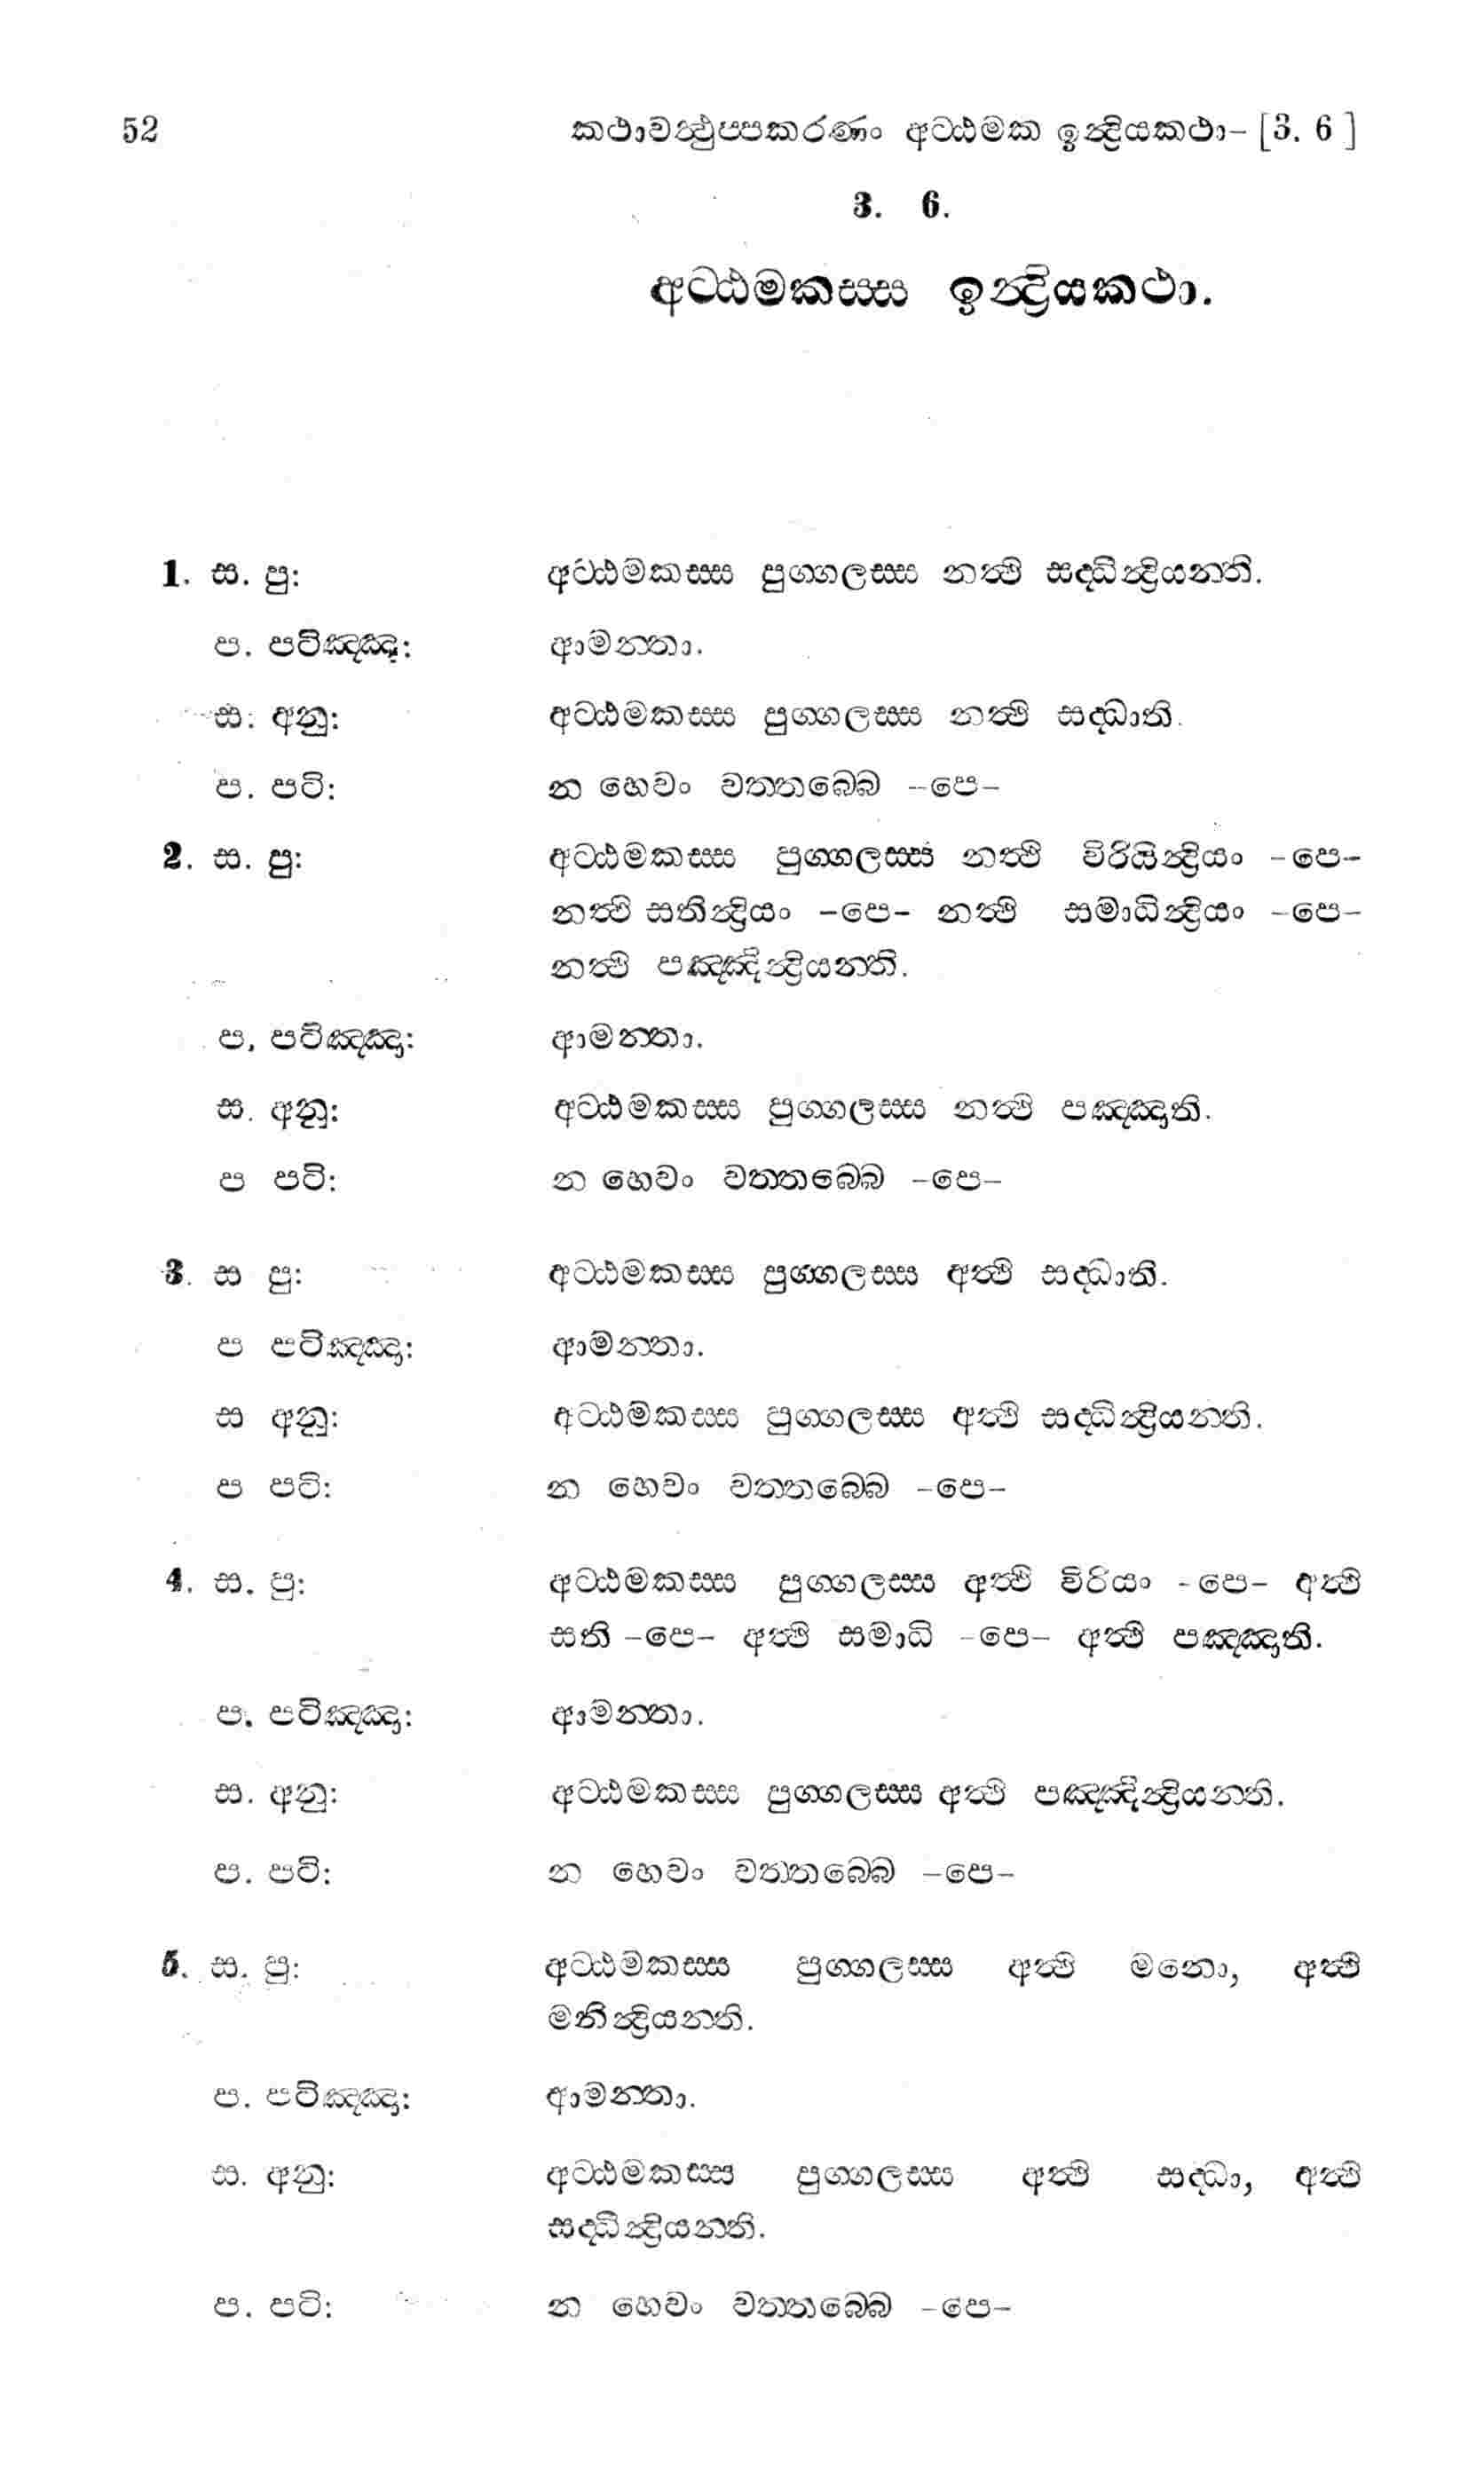 52 කථාවත්‍ථුප‍්පකරණං අට‍්ඨමක ඉන්‍ද්‍රියකථා– [3. 6 ]
3. 6.
අට‍්ඨමකස‍්ස ඉන්‍ද්‍රියකථා.
1. ස. පු: අට‍්ඨමකස‍්ස පුග‍්ගලස‍්ස නත්‍ථි සද‍්ධින්‍ද්‍රියන‍්ති.
ප. පටිඤ‍්ඤා: ආමන‍්තා.
ස. අනු: අට‍්ඨමකස‍්ස පුග‍්ගලස‍්ස නත්‍ථි සද‍්ධාති.
ප. පටි: න හෙවං වත‍්තබ‍්බෙ –පෙ–
2. ස. පු: අට‍්ඨමකස‍්ස පුග‍්ගලස‍්ස නත්‍ථි විරියින්‍ද්‍රියං –පෙ–
නත්‍ථි සතින්‍ද්‍රියං –පෙ– නත්‍ථි සමාධින්‍ද්‍රියං –පෙ–
නත්‍ථි පඤ‍්ඤින්‍ද්‍රියන‍්ති.
ප, පටිඤ‍්ඤා: ආමන‍්තා.
ස. අනු: අට‍්ඨමකස‍්ස පුග‍්ගලස‍්ස නත්‍ථි පඤ‍්ඤාති.
ප පටි: න හෙවං වත‍්තබ‍්බෙ –පෙ–
3. ස පු: අට‍්ඨමකස‍්ස පුග‍්ගලස‍්ස අත්‍ථි සද‍්ධාති.
ප පටිඤ‍්ඤා: ආමන‍්තා.
ස අනු: අට‍්ඨමකස‍්ස පුග‍්ගලස‍්ස අත්‍ථි සද‍්ධින්‍ද්‍රියන‍්ති.
ප පටි: න හෙවං වත‍්තබ‍්බෙ –පෙ–
4. ස. පු: අට‍්ඨමකස‍්ස පුග‍්ගලස‍්ස අත්‍ථි විරියං –පෙ– අත්‍ථි
සති –පෙ– අත්‍ථි සමාධි –පෙ– අත්‍ථි පඤ‍්ඤාති.
ප. පටිඤ‍්ඤා: ආමන‍්තා.
ස. අනු: අට‍්ඨමකස‍්ස පුග‍්ගලස‍්ස අත්‍ථි පඤ‍්ඤින්‍ද්‍රියන‍්ති.
ප. පටි: න හෙවං වත‍්තබ‍්බෙ –පෙ–
5. ස. පු: අට‍්ඨමකස‍්ස පුග‍්ගලස‍්ස අත්‍ථි මනො, අත්‍ථි
මනින්‍ද්‍රියන‍්ති.
ප. පටිඤ‍්ඤා: ආමන‍්තා.
ස. අනු: අට‍්ඨමකස‍්ස පුග‍්ගලස‍්ස අත්‍ථි සද‍්ධා, අත්‍ථි
සද‍්ධින්‍ද්‍රියන‍්ති.
ප. පටි: න හෙවං වත‍්තබ‍්බෙ –පෙ–